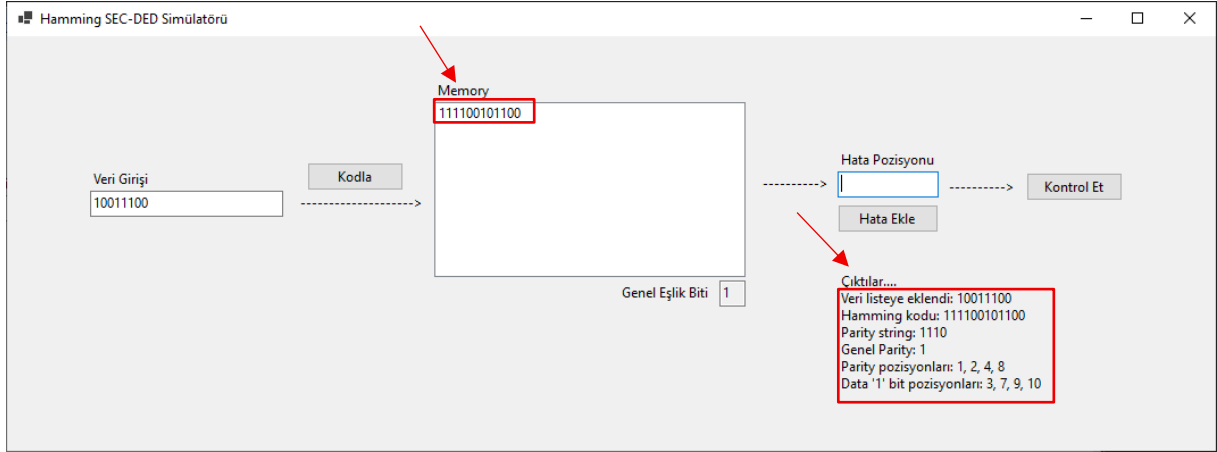 Hamming SEC-DED Simülatörü
Memory
111100101100
Veri Girişi
10011100
Kodla
-------------------->
---------->
Hata Pozisyonu
---------->
Kontrol Et
Hata Ekle
Genel Eşlik Biti 1
Çıktılar....
Veri listeye eklendi: 10011100
Hamming kodu: 111100101100
Parity string: 1110
Genel Parity: 1
Parity pozisyonları: 1, 2, 4, 8
Data '1' bit pozisyonları: 3, 7, 9, 10